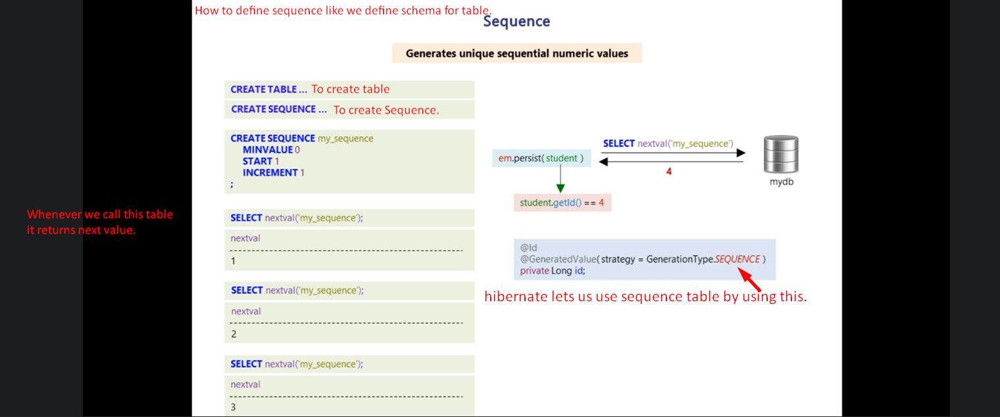 How to define sequence like we define schema for table.
Sequence
Generates unique sequential numeric values
CREATE TABLE ... To create table
CREATE SEQUENCE ... To create Sequence.
CREATE SEQUENCE my_sequence
MINVALUE 0
START 1
INCREMENT 1
;
Whenever we call this table
it returns next value.
SELECT nextval('my_sequence');
nextval
1
SELECT nextval('my_sequence');
nextval
2
SELECT nextval('my_sequence');
nextval
3
em.persist( student )
SELECT nextval('my_sequence')
4
mydb
student.getId() == 4
@Id
@GeneratedValue( strategy = GenerationType.SEQUENCE )
private Long id;
hibernate lets us use sequence table by using this.